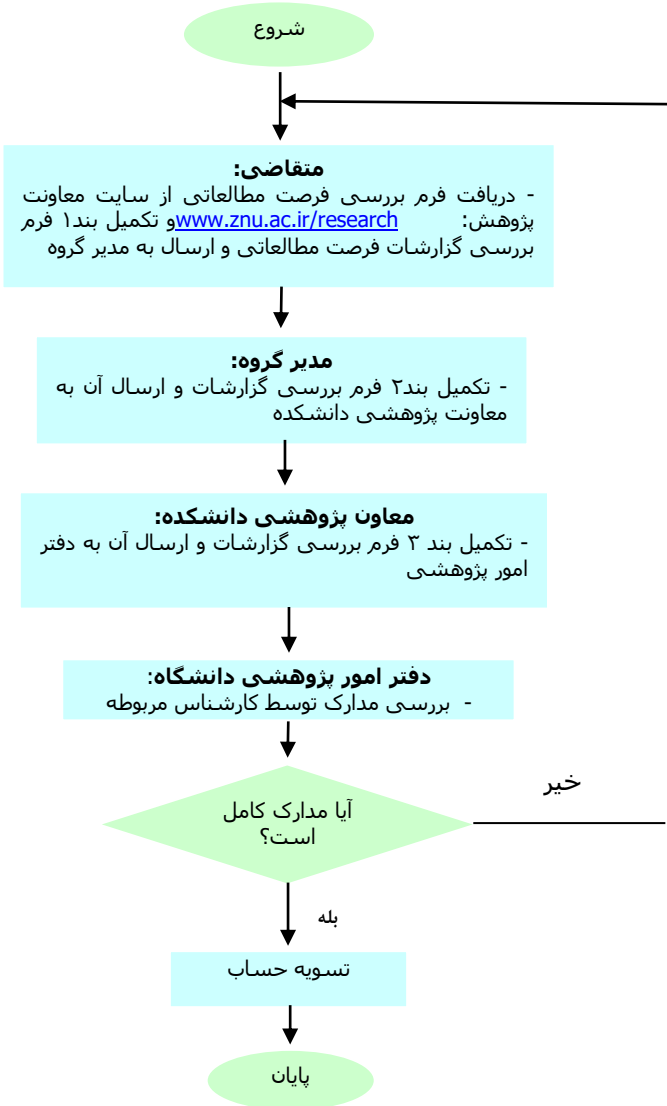 شروع
متقاضی:
- دریافت فرم بررسی فرصت مطالعاتی از سایت معاونت
پژوهش: www.znu.ac.ir/research و تکمیل بند۱ فرم
بررسی گزارشات فرصت مطالعاتی و ارسال به مدیر گروه
مدیر گروه:
- تکمیل بند۲ فرم بررسی گزارشات و ارسال آن به
معاونت پژوهشی دانشکده
معاون پژوهشی دانشکده:
- تکمیل بند ۳ فرم بررسی گزارشات و ارسال آن به دفتر
امور پژوهشی
دفتر امور پژوهشی دانشگاه:
- بررسی مدارک توسط کارشناس مربوطه
آیا مدارک کامل
است؟
خیر
بله
تسویه حساب
پایان